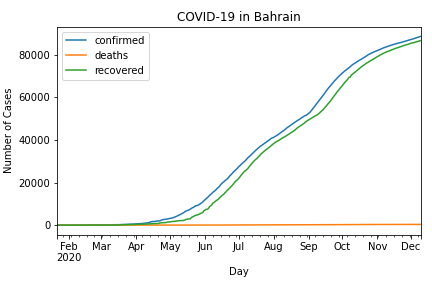 COVID-19 in Bahrain
confirmed
deaths
recovered
Number of Cases
80000
60000
40000
20000
0
Feb Mar Apr May Jun Jul Aug Sep Oct Nov Dec
2020
Day